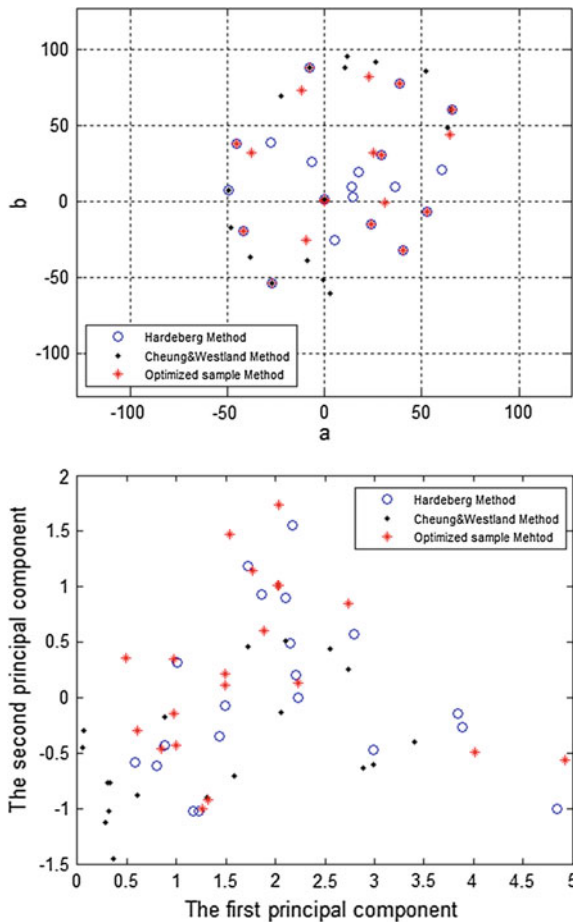 100
50
0
-50
-100
b
-100
-50
0
50
100
a
Hardeberg Method
Cheung&Westland Method
Optimized sample Method
2
1.5
1
0.5
0
-0.5
-1
-1.5
The second principal component
0
0.5
1
1.5
2
2.5
3
3.5
4
4.5
5
The first principal component
Hardeberg Method
Cheung&Westland Method
Optimized sample Mehtod